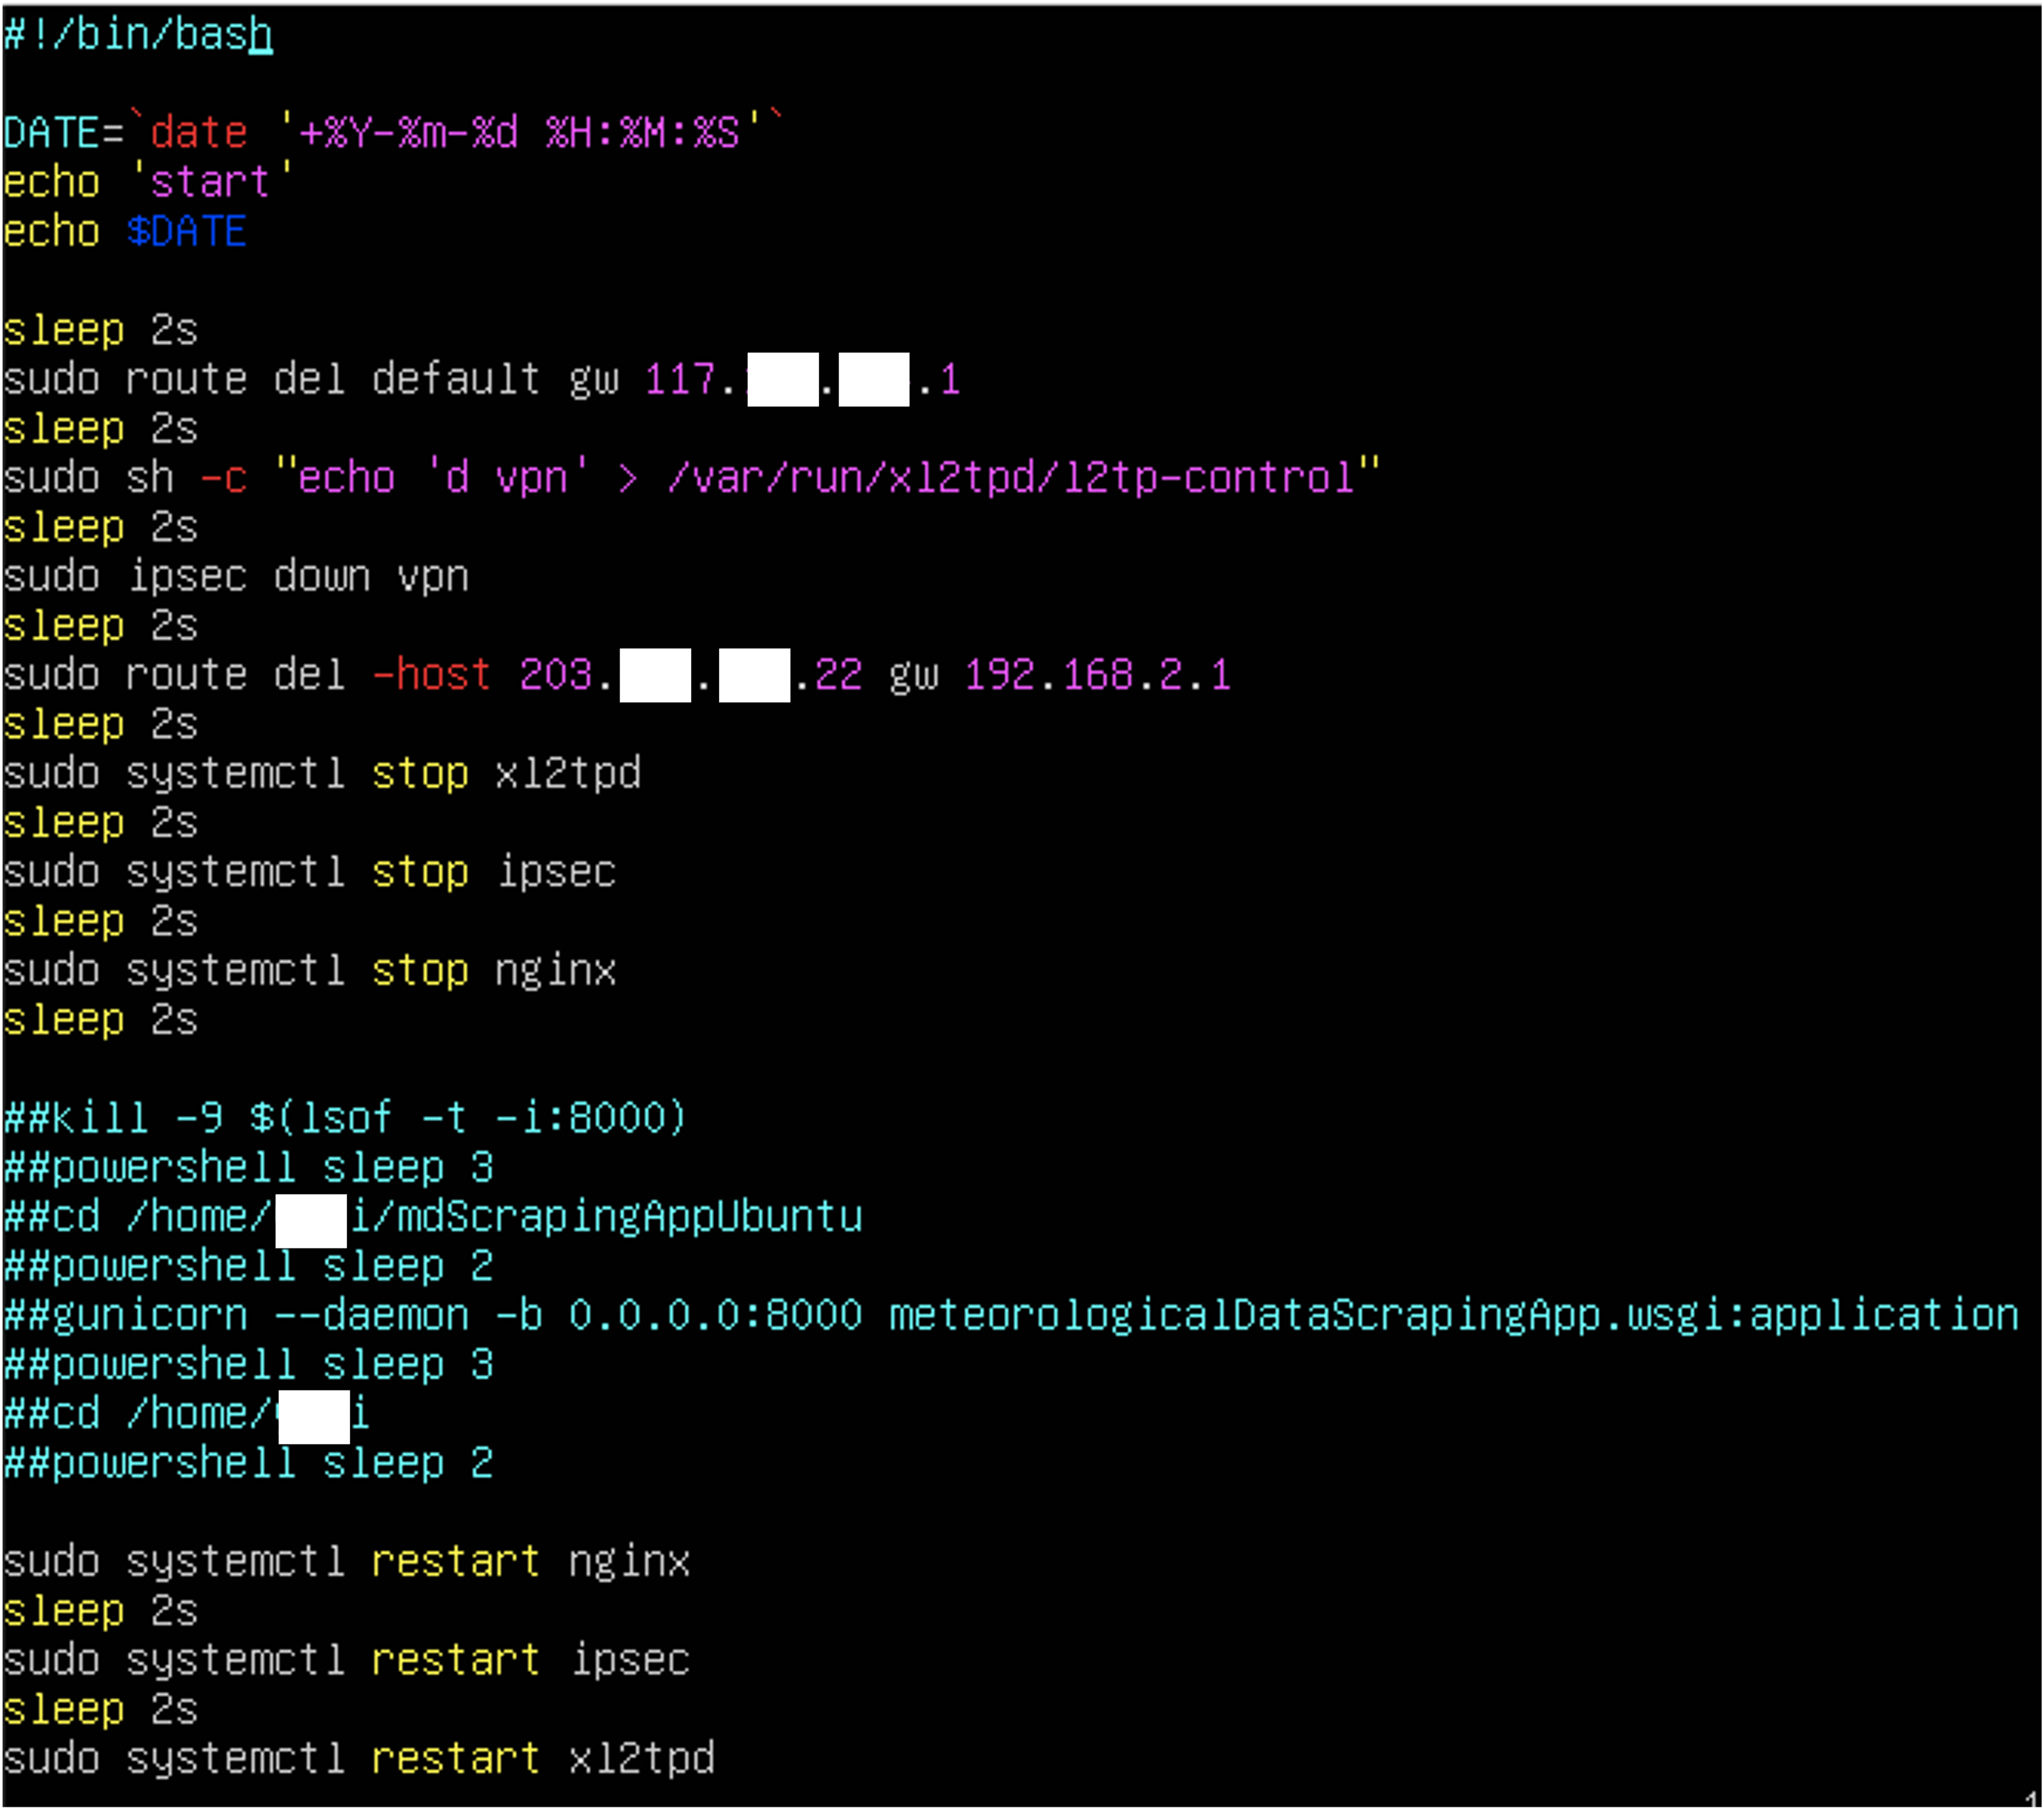 #!/bin/bash
DATE=`date '+%Y-%m-%d %H:%M:%S'`
echo 'start'
echo $DATE
sleep 2s
sudo route del default gw 117. . .1
sleep 2s
sudo sh -c "echo 'd vpn' > /var/run/xl2tpd/l2tp-control"
sleep 2s
sudo ipsec down vpn
sleep 2s
sudo route del -host 203. . .22 gw 192.168.2.1
sleep 2s
sudo systemctl stop xl2tpd
sleep 2s
sudo systemctl stop ipsec
sleep 2s
sudo systemctl stop nginx
sleep 2s
##kill -9 $(lsof -t -i:8000)
##powershell sleep 3
##cd /home/ i/mdScrapingAppUbuntu
##powershell sleep 2
##gunicorn --daemon -b 0.0.0.0:8000 meteorologicalDataScrapingApp.wsgi:application
##powershell sleep 3
##cd /home/ i
##powershell sleep 2
sudo systemctl restart nginx
sleep 2s
sudo systemctl restart ipsec
sleep 2s
sudo systemctl restart xl2tpd